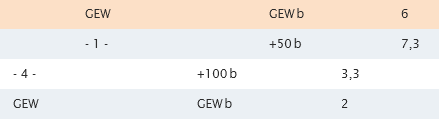 GEW GEW b 6
- 1 - +50 b 7,3
- 4 - +100 b 3,3
GEW GEW b 2